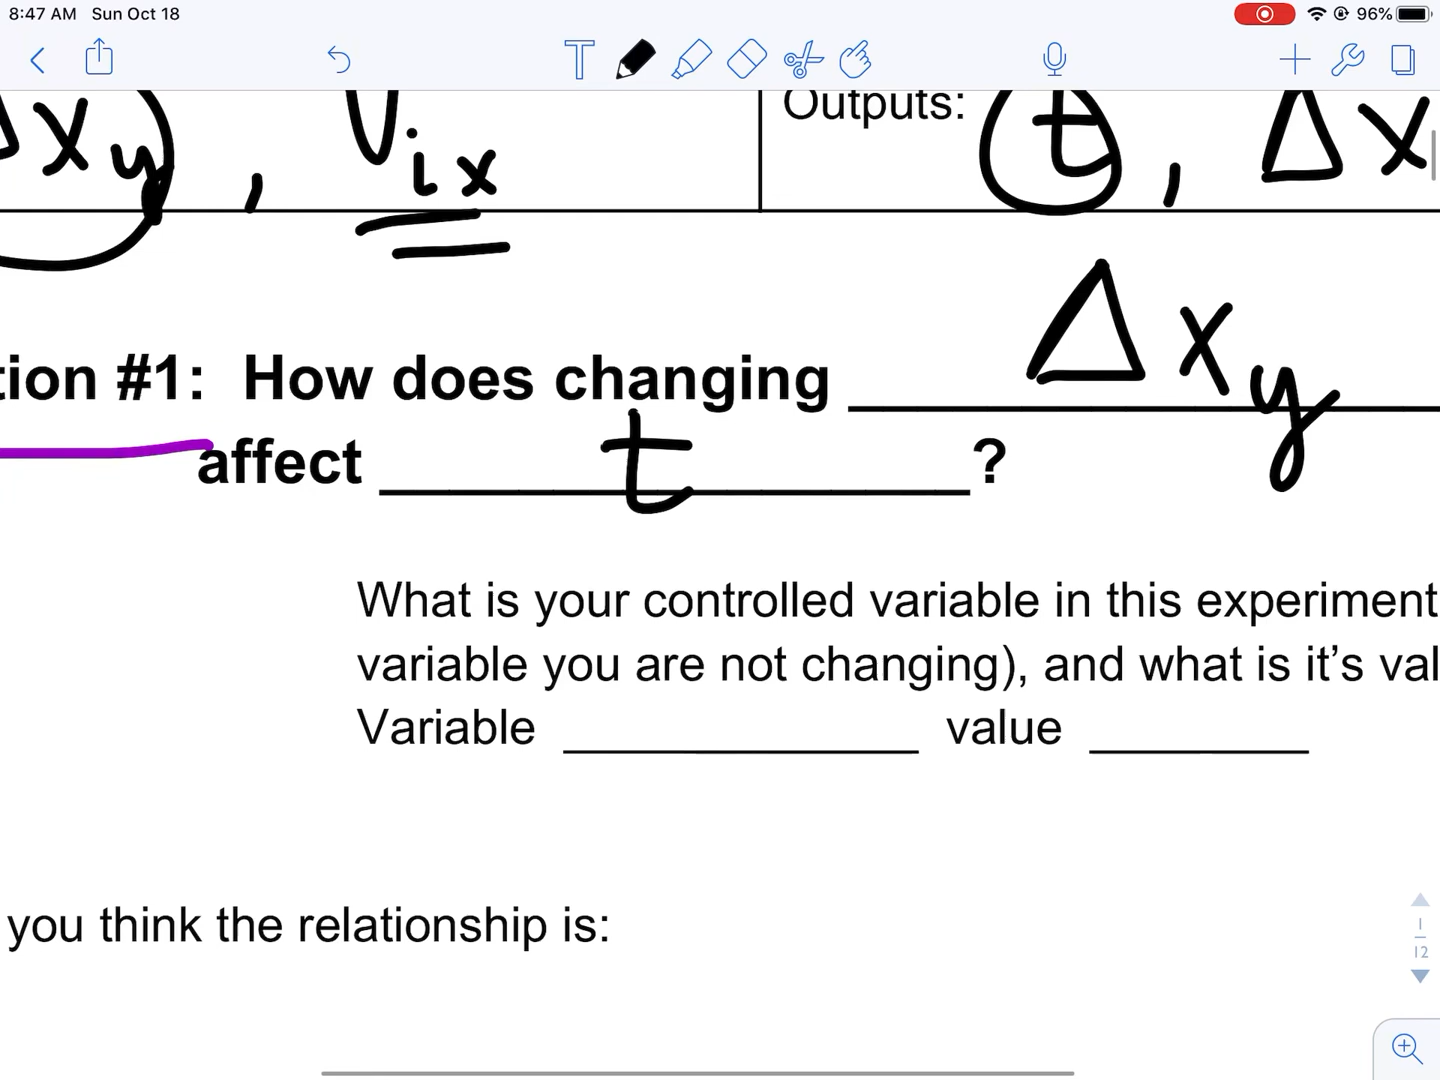 8:47 AM Sun Oct 18 96%
T
Outputs:
Δxy , Vix t , Δx
tion #1: How does changing Δxy
affect t ?
What is your controlled variable in this experiment
variable you are not changing), and what is it’s val
Variable ____________ value ________
you think the relationship is:
1
12